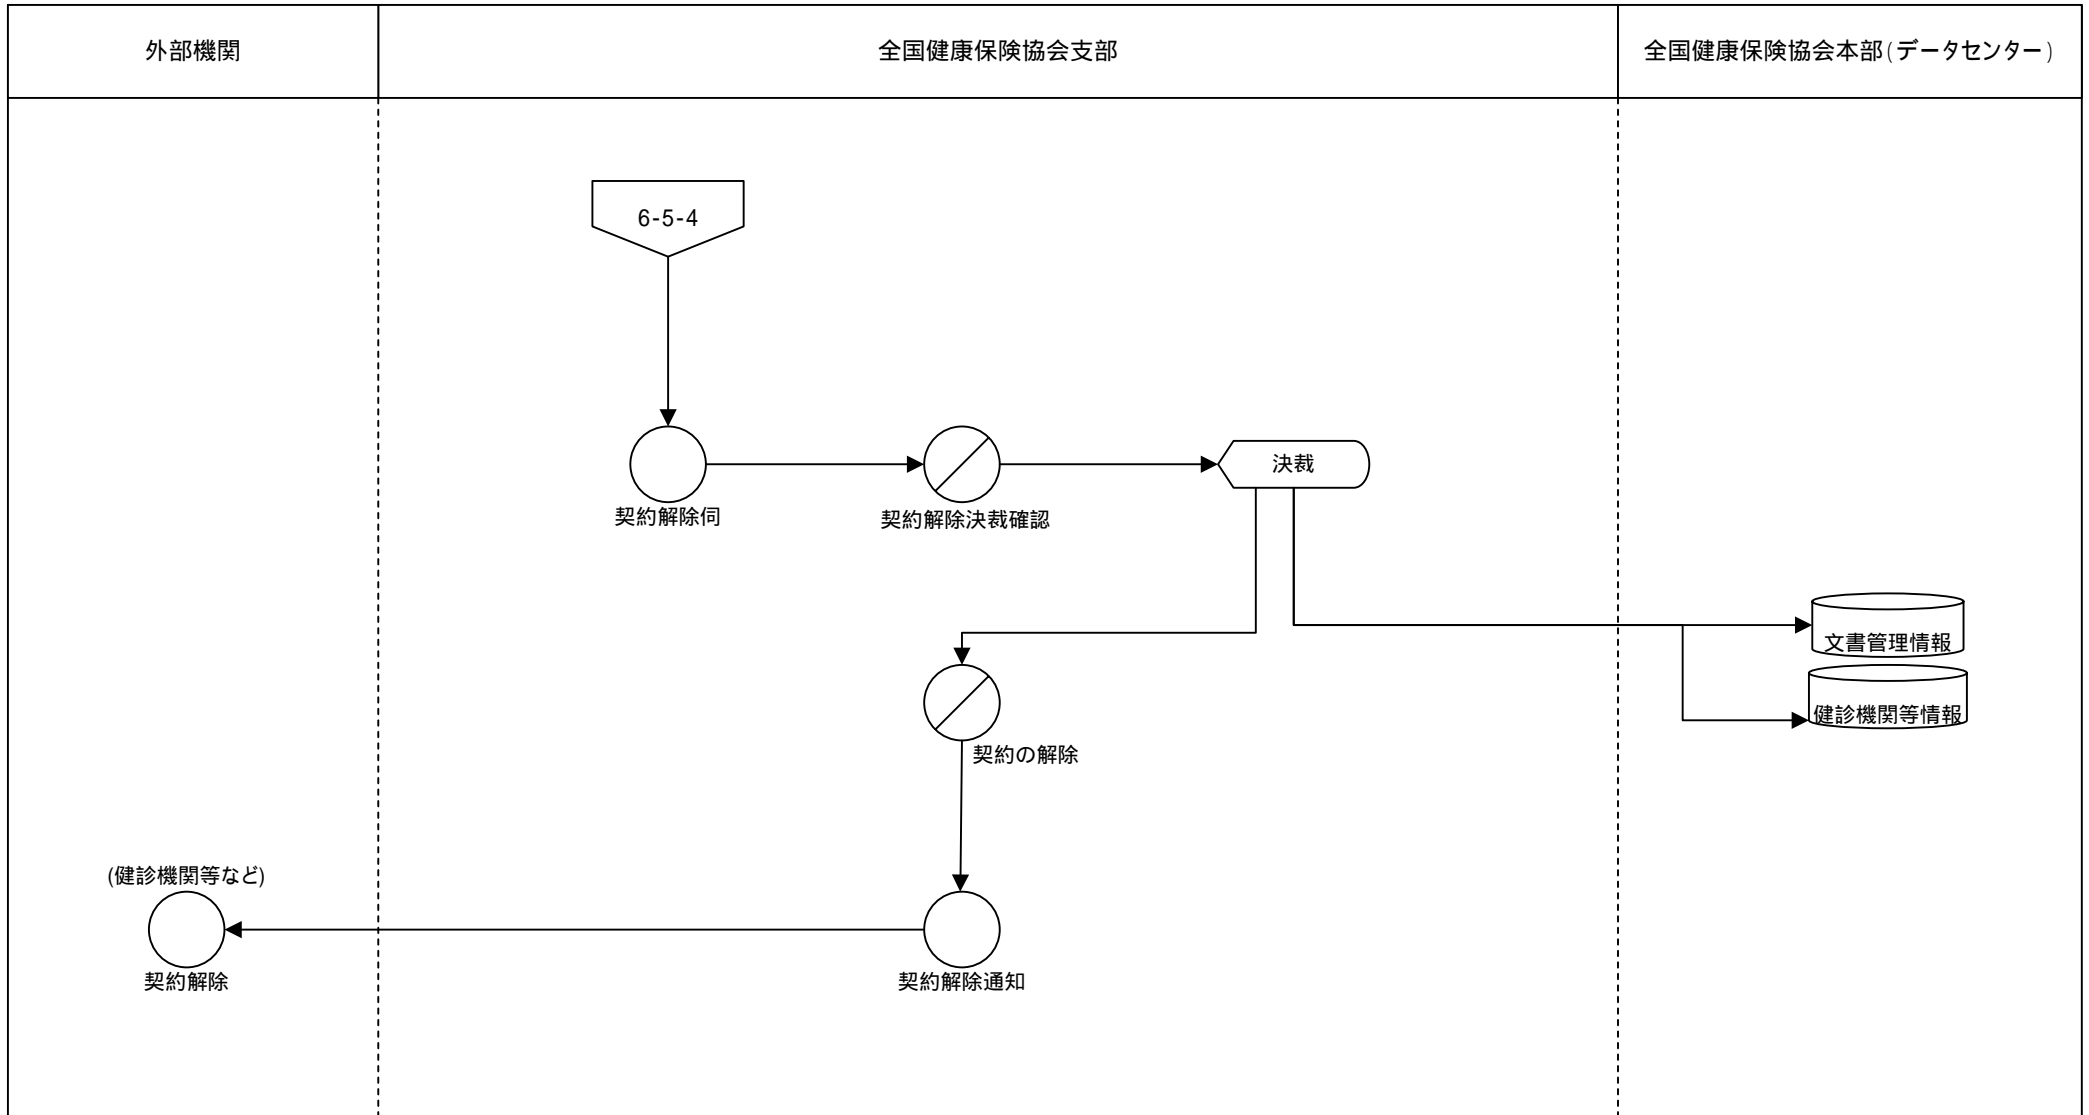 外部機関
全国健康保険協会支部
全国健康保険協会本部(データセンター)
6-5-4
契約解除伺
契約解除決裁確認
決裁
文書管理情報
健診機関等情報
契約の解除
(健診機関等など)
契約解除
契約解除通知